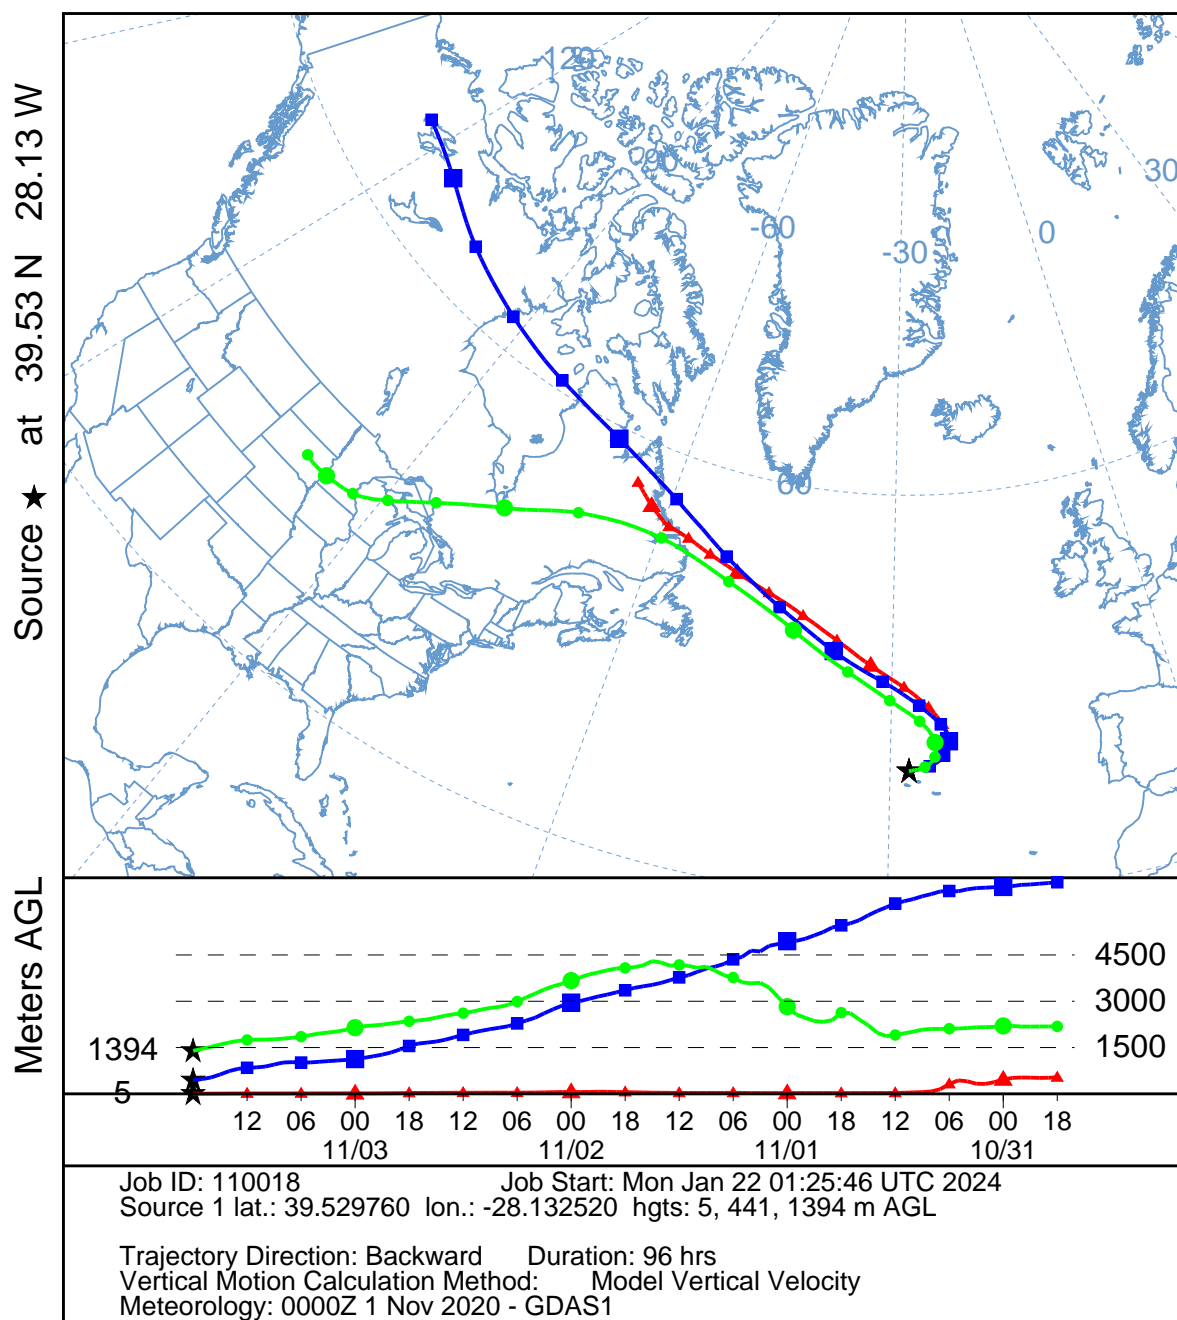 Source ★ at 39.53 N 28.13 W
120
90
-60
-30
0
30
60
Meters AGL
4500
3000
1394
1500
5
12 06 00 18 12 06 00 18 12 06 00 18 12 06 00 18
11/03 11/02 11/01 10/31
Job ID: 110018 Job Start: Mon Jan 22 01:25:46 UTC 2024
Source 1 lat.: 39.529760 lon.: -28.132520 hgts: 5, 441, 1394 m AGL
Trajectory Direction: Backward Duration: 96 hrs
Vertical Motion Calculation Method: Model Vertical Velocity
Meteorology: 0000Z 1 Nov 2020 - GDAS1